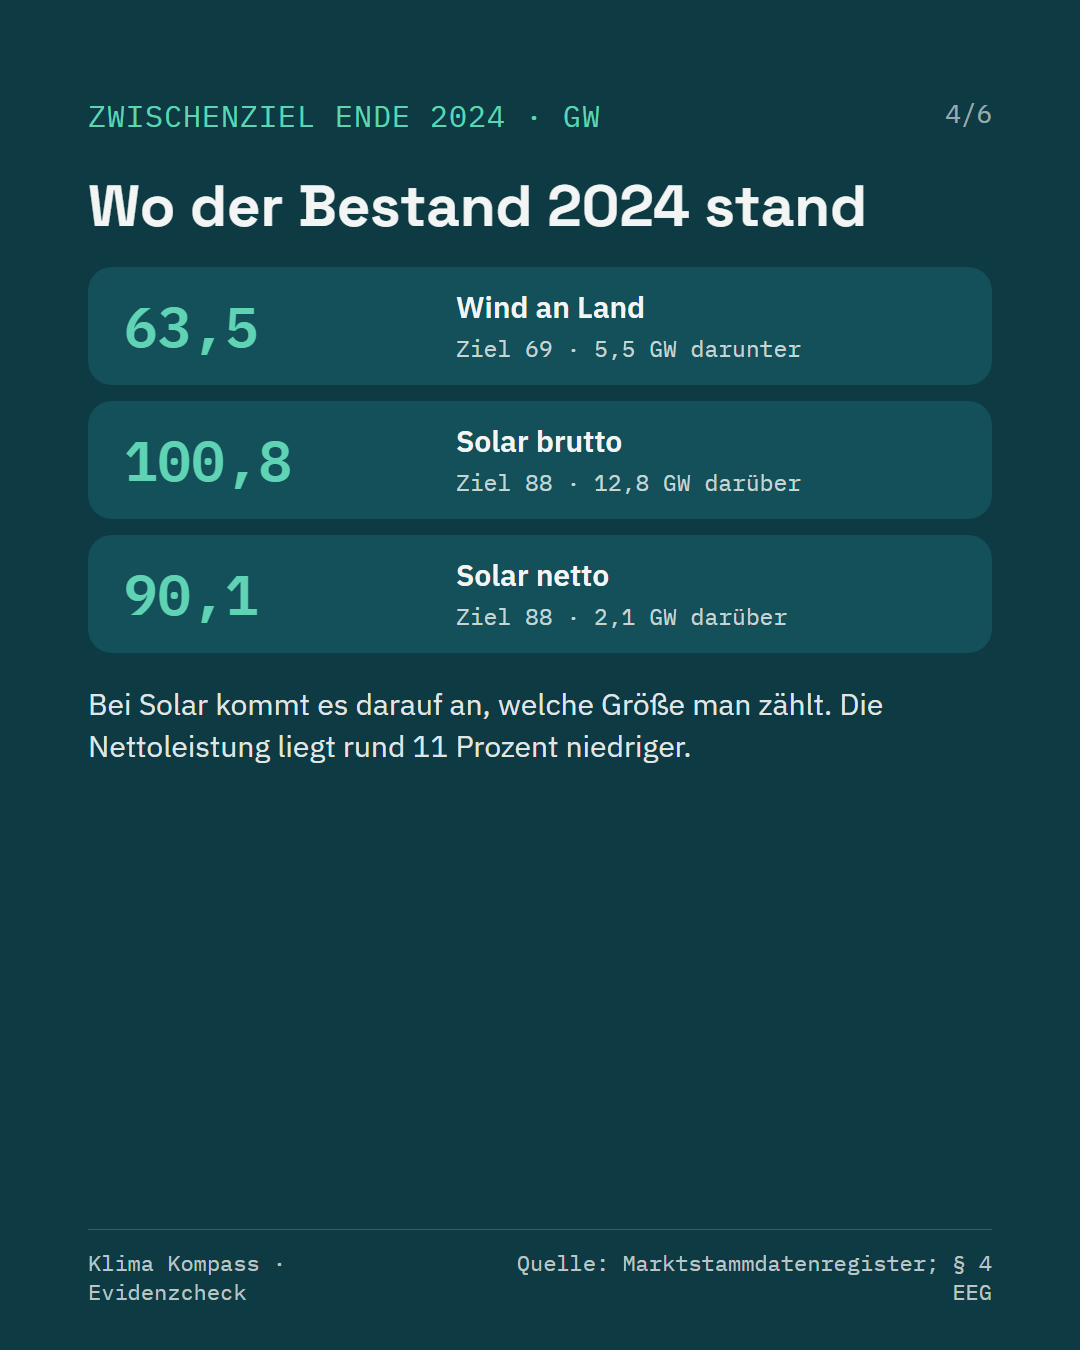 ZWISCHENZIEL ENDE 2024 · GW
4/6
Wo der Bestand 2024 stand
63,5
Wind an Land
Ziel 69 · 5,5 GW darunter
100,8
Solar brutto
Ziel 88 · 12,8 GW darüber
90,1
Solar netto
Ziel 88 · 2,1 GW darüber
Bei Solar kommt es darauf an, welche Größe man zählt. Die
Nettoleistung liegt rund 11 Prozent niedriger.
Klima Kompass ·
Evidenzcheck
Quelle: Marktstammdatenregister; § 4
EEG